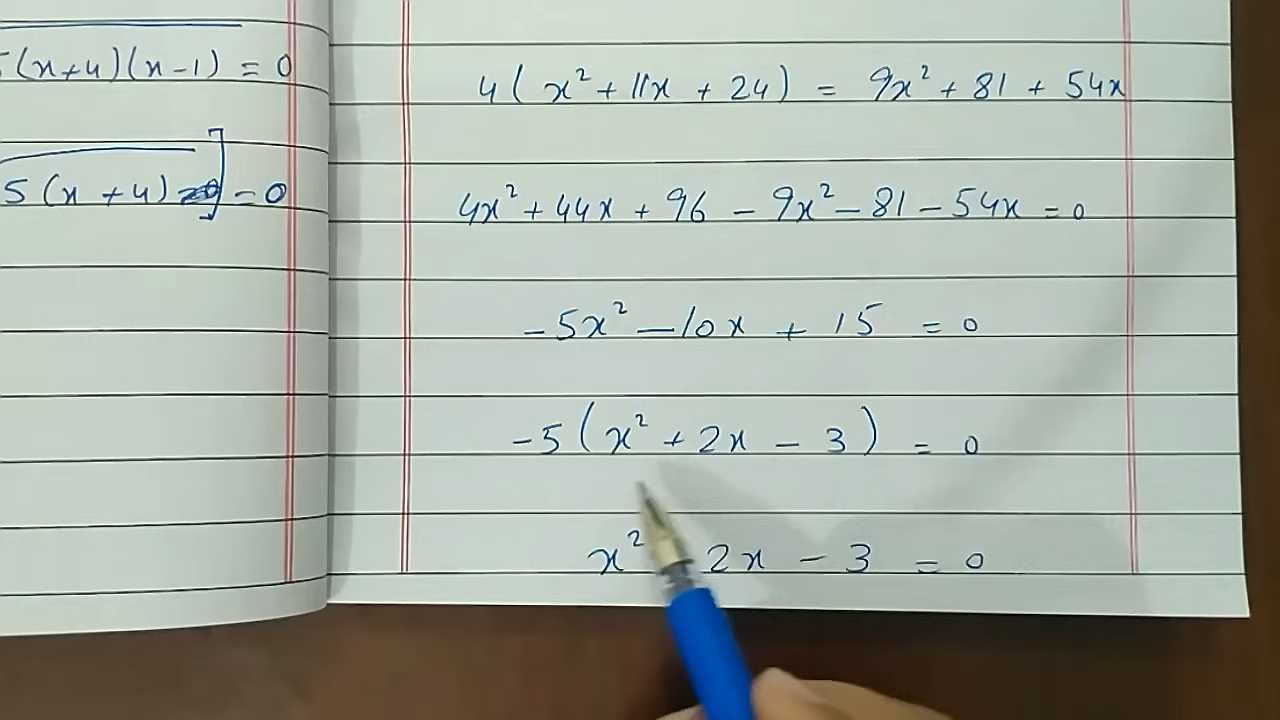 (x+4)(x-1) = 0
5(x+4)] = 0
4(x²+11x+24) = 9x²+81+54x
4x²+44x+96-9x²-81-54x=0
-5x²-10x+15=0
-5(x²+2x-3)=0
x² 2x-3=0